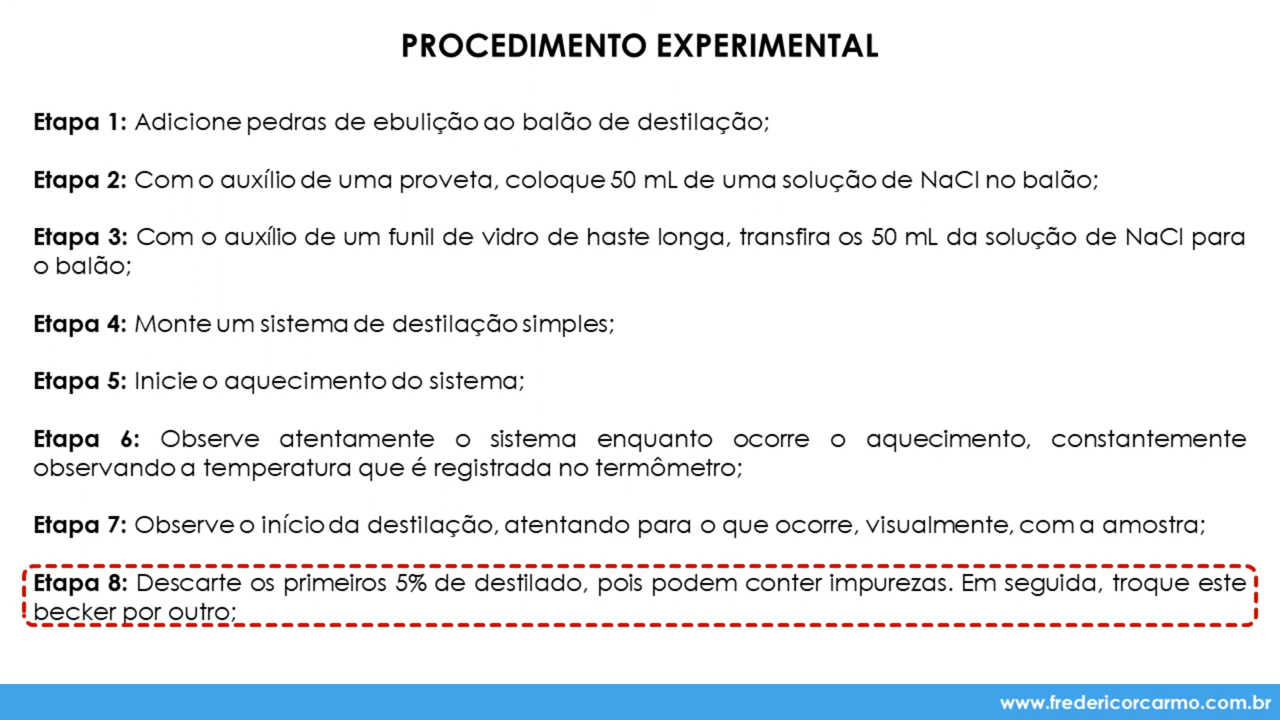 PROCEDIMENTO EXPERIMENTAL
Etapa 1: Adicione pedras de ebulição ao balão de destilação;
Etapa 2: Com o auxílio de uma proveta, coloque 50 mL de uma solução de NaCl no balão;
Etapa 3: Com o auxílio de um funil de vidro de haste longa, transfira os 50 mL da solução de NaCl para
o balão;
Etapa 4: Monte um sistema de destilação simples;
Etapa 5: Inicie o aquecimento do sistema;
Etapa 6: Observe atentamente o sistema enquanto ocorre o aquecimento, constantemente
observando a temperatura que é registrada no termômetro;
Etapa 7: Observe o início da destilação, atentando para o que ocorre, visualmente, com a amostra;
Etapa 8: Descarte os primeiros 5% de destilado, pois podem conter impurezas. Em seguida, troque este
becker por outro;
www.fredericorcarmo.com.br